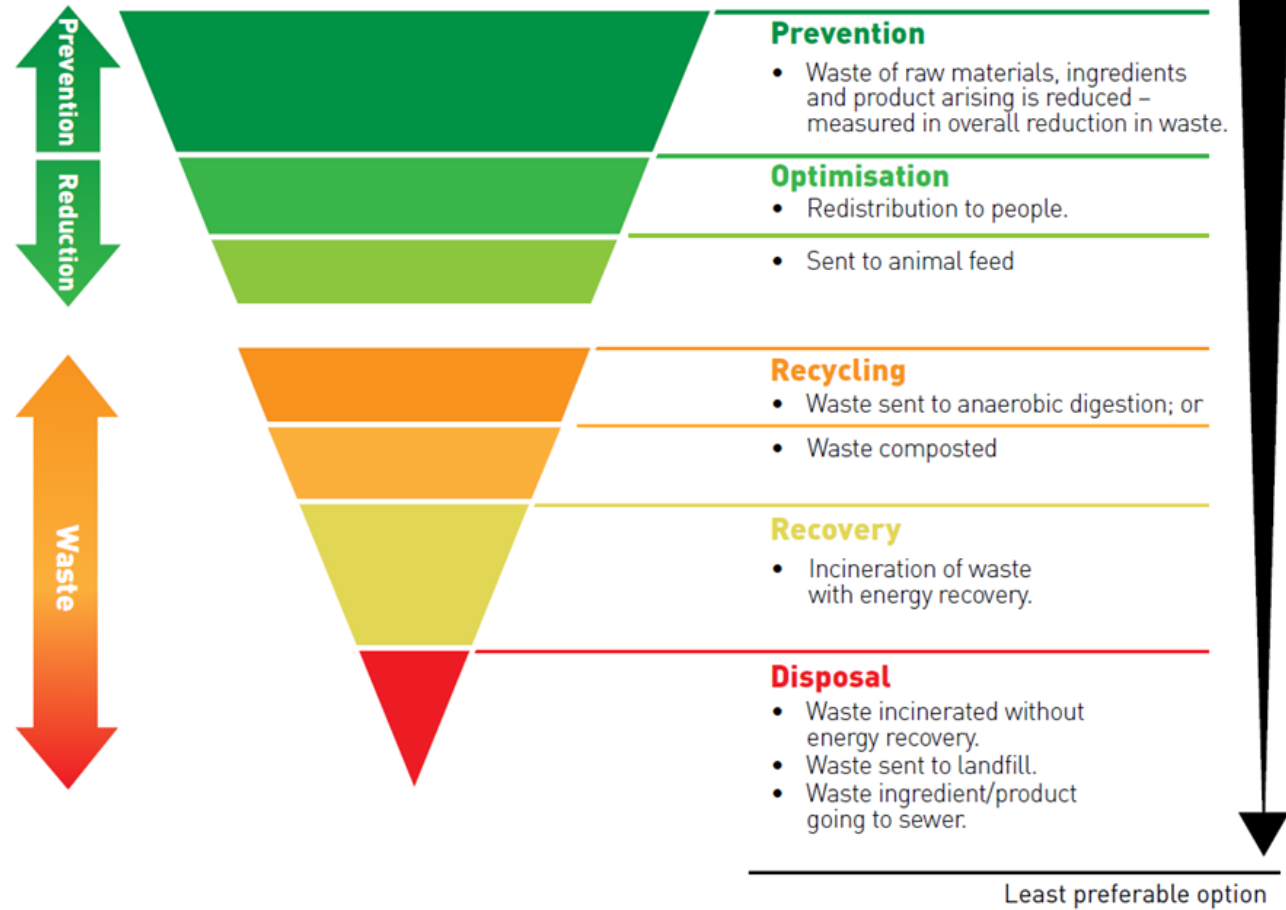 Prevention
Reduction
Waste
Prevention
• Waste of raw materials, ingredients
and product arising is reduced –
measured in overall reduction in waste.
Optimisation
• Redistribution to people.
• Sent to animal feed
Recycling
• Waste sent to anaerobic digestion; or
• Waste composted
Recovery
• Incineration of waste
with energy recovery.
Disposal
• Waste incinerated without
energy recovery.
• Waste sent to landfill.
• Waste ingredient/product
going to sewer.
Least preferable option